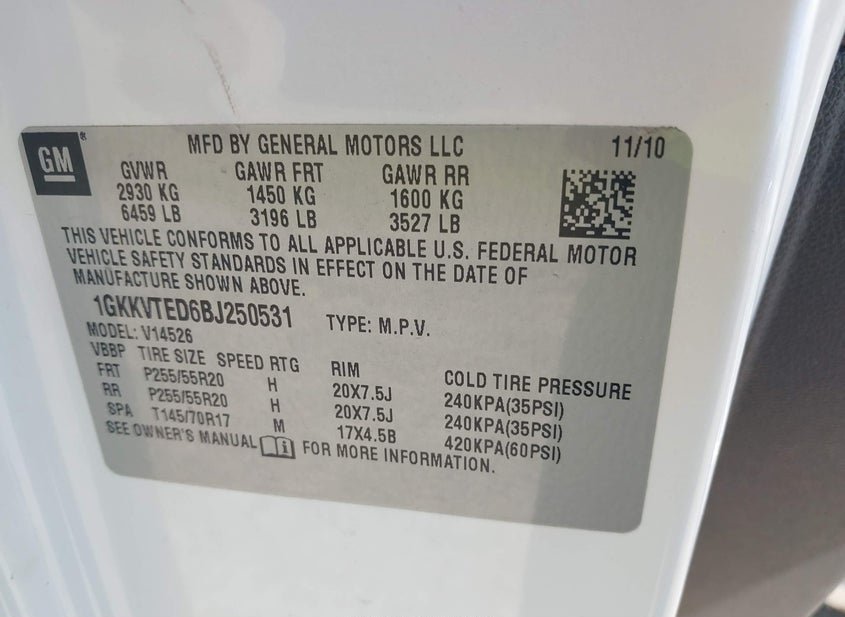 GM
MFD BY GENERAL MOTORS LLC 11/10
GVWR GAWR FRT GAWR RR
2930 KG 1450 KG 1600 KG
6459 LB 3196 LB 3527 LB
THIS VEHICLE CONFORMS TO ALL APPLICABLE U.S. FEDERAL MOTOR
VEHICLE SAFETY STANDARDS IN EFFECT ON THE DATE OF
MANUFACTURE SHOWN ABOVE.
1GKKVTED6BJ250531 TYPE: M.P.V.
MODEL: V14526
VBBP TIRE SIZE SPEED RTG RIM COLD TIRE PRESSURE
FRT P255/55R20 H 20X7.5J 240KPA(35PSI)
RR P255/55R20 H 20X7.5J 240KPA(35PSI)
SPA T145/70R17 M 17X4.5B 420KPA(60PSI)
SEE OWNER'S MANUAL FOR MORE INFORMATION.